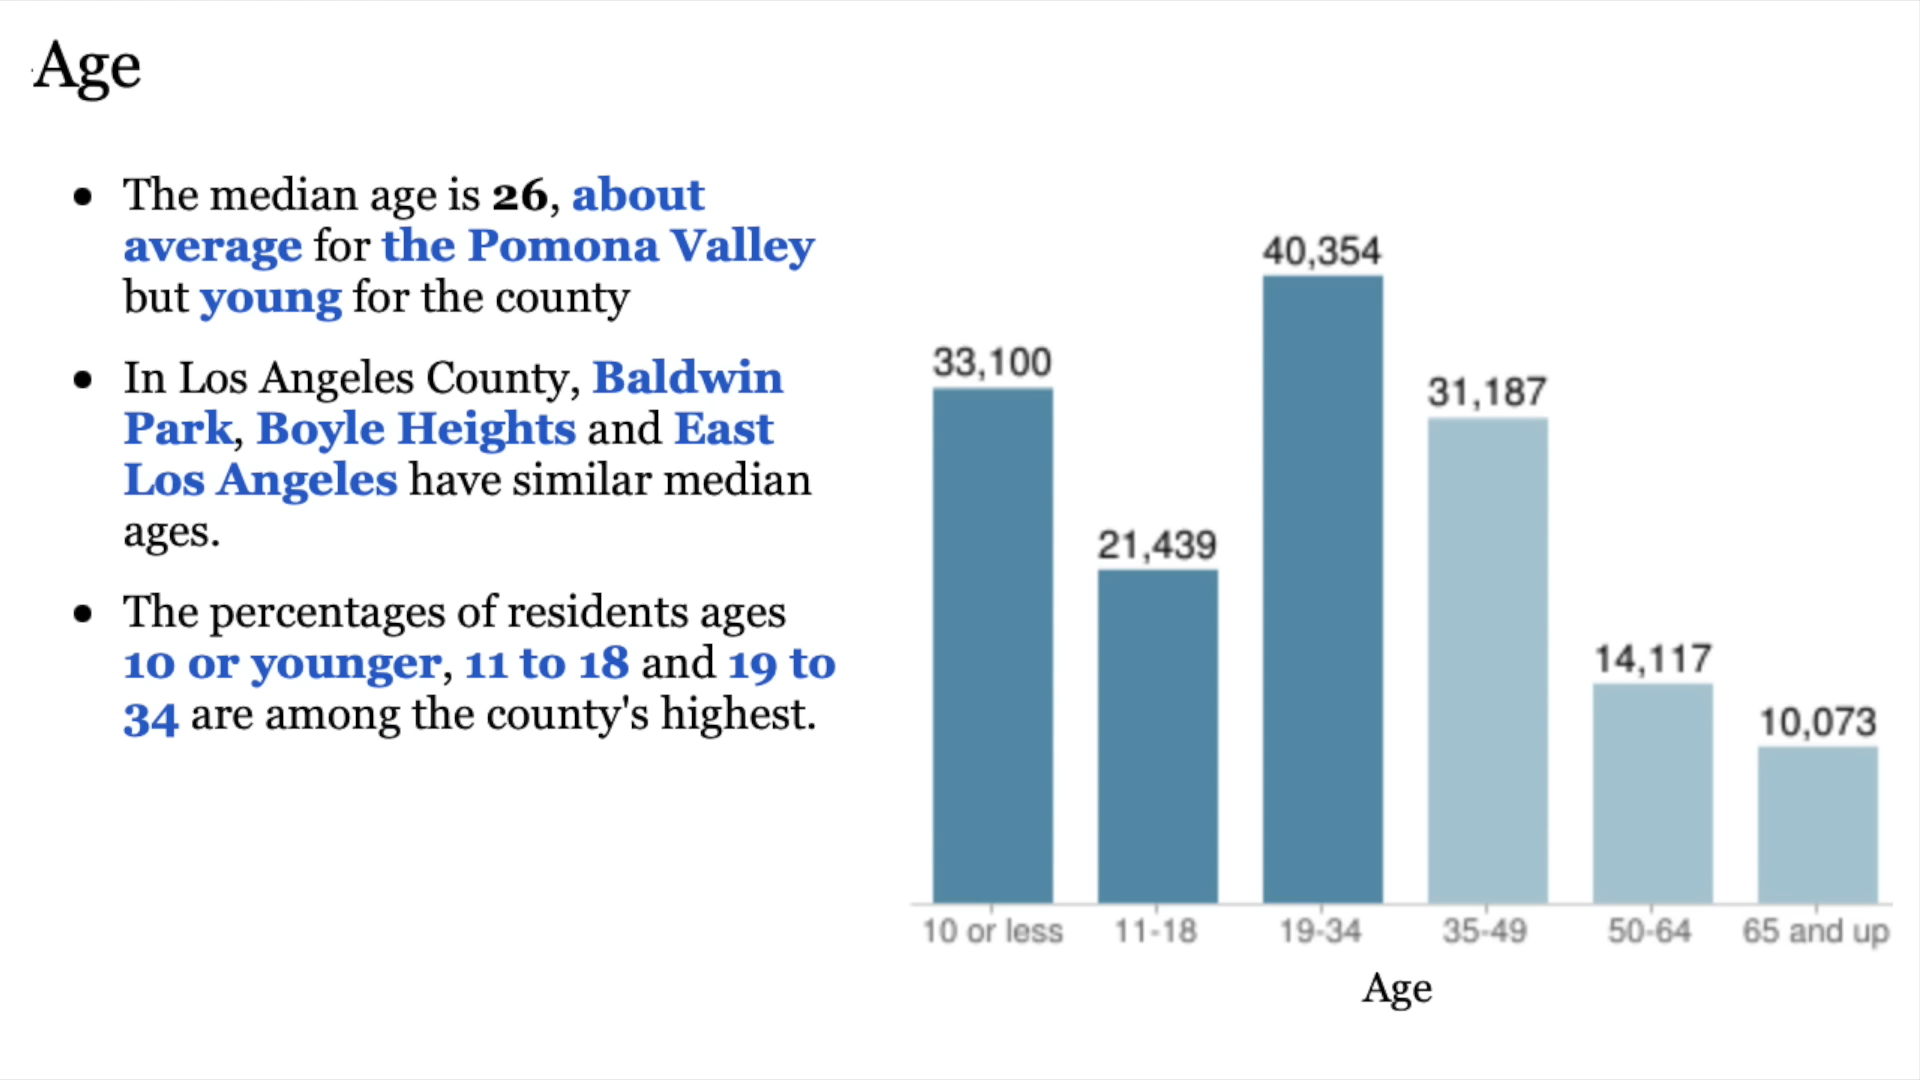 Age
• The median age is 26, about
average for the Pomona Valley
but young for the county
• In Los Angeles County, Baldwin
Park, Boyle Heights and East
Los Angeles have similar median
ages.
• The percentages of residents ages
10 or younger, 11 to 18 and 19 to
34 are among the county's highest.
40,354
33,100
31,187
21,439
14,117
10,073
10 or less 11-18 19-34 35-49 50-64 65 and up
Age